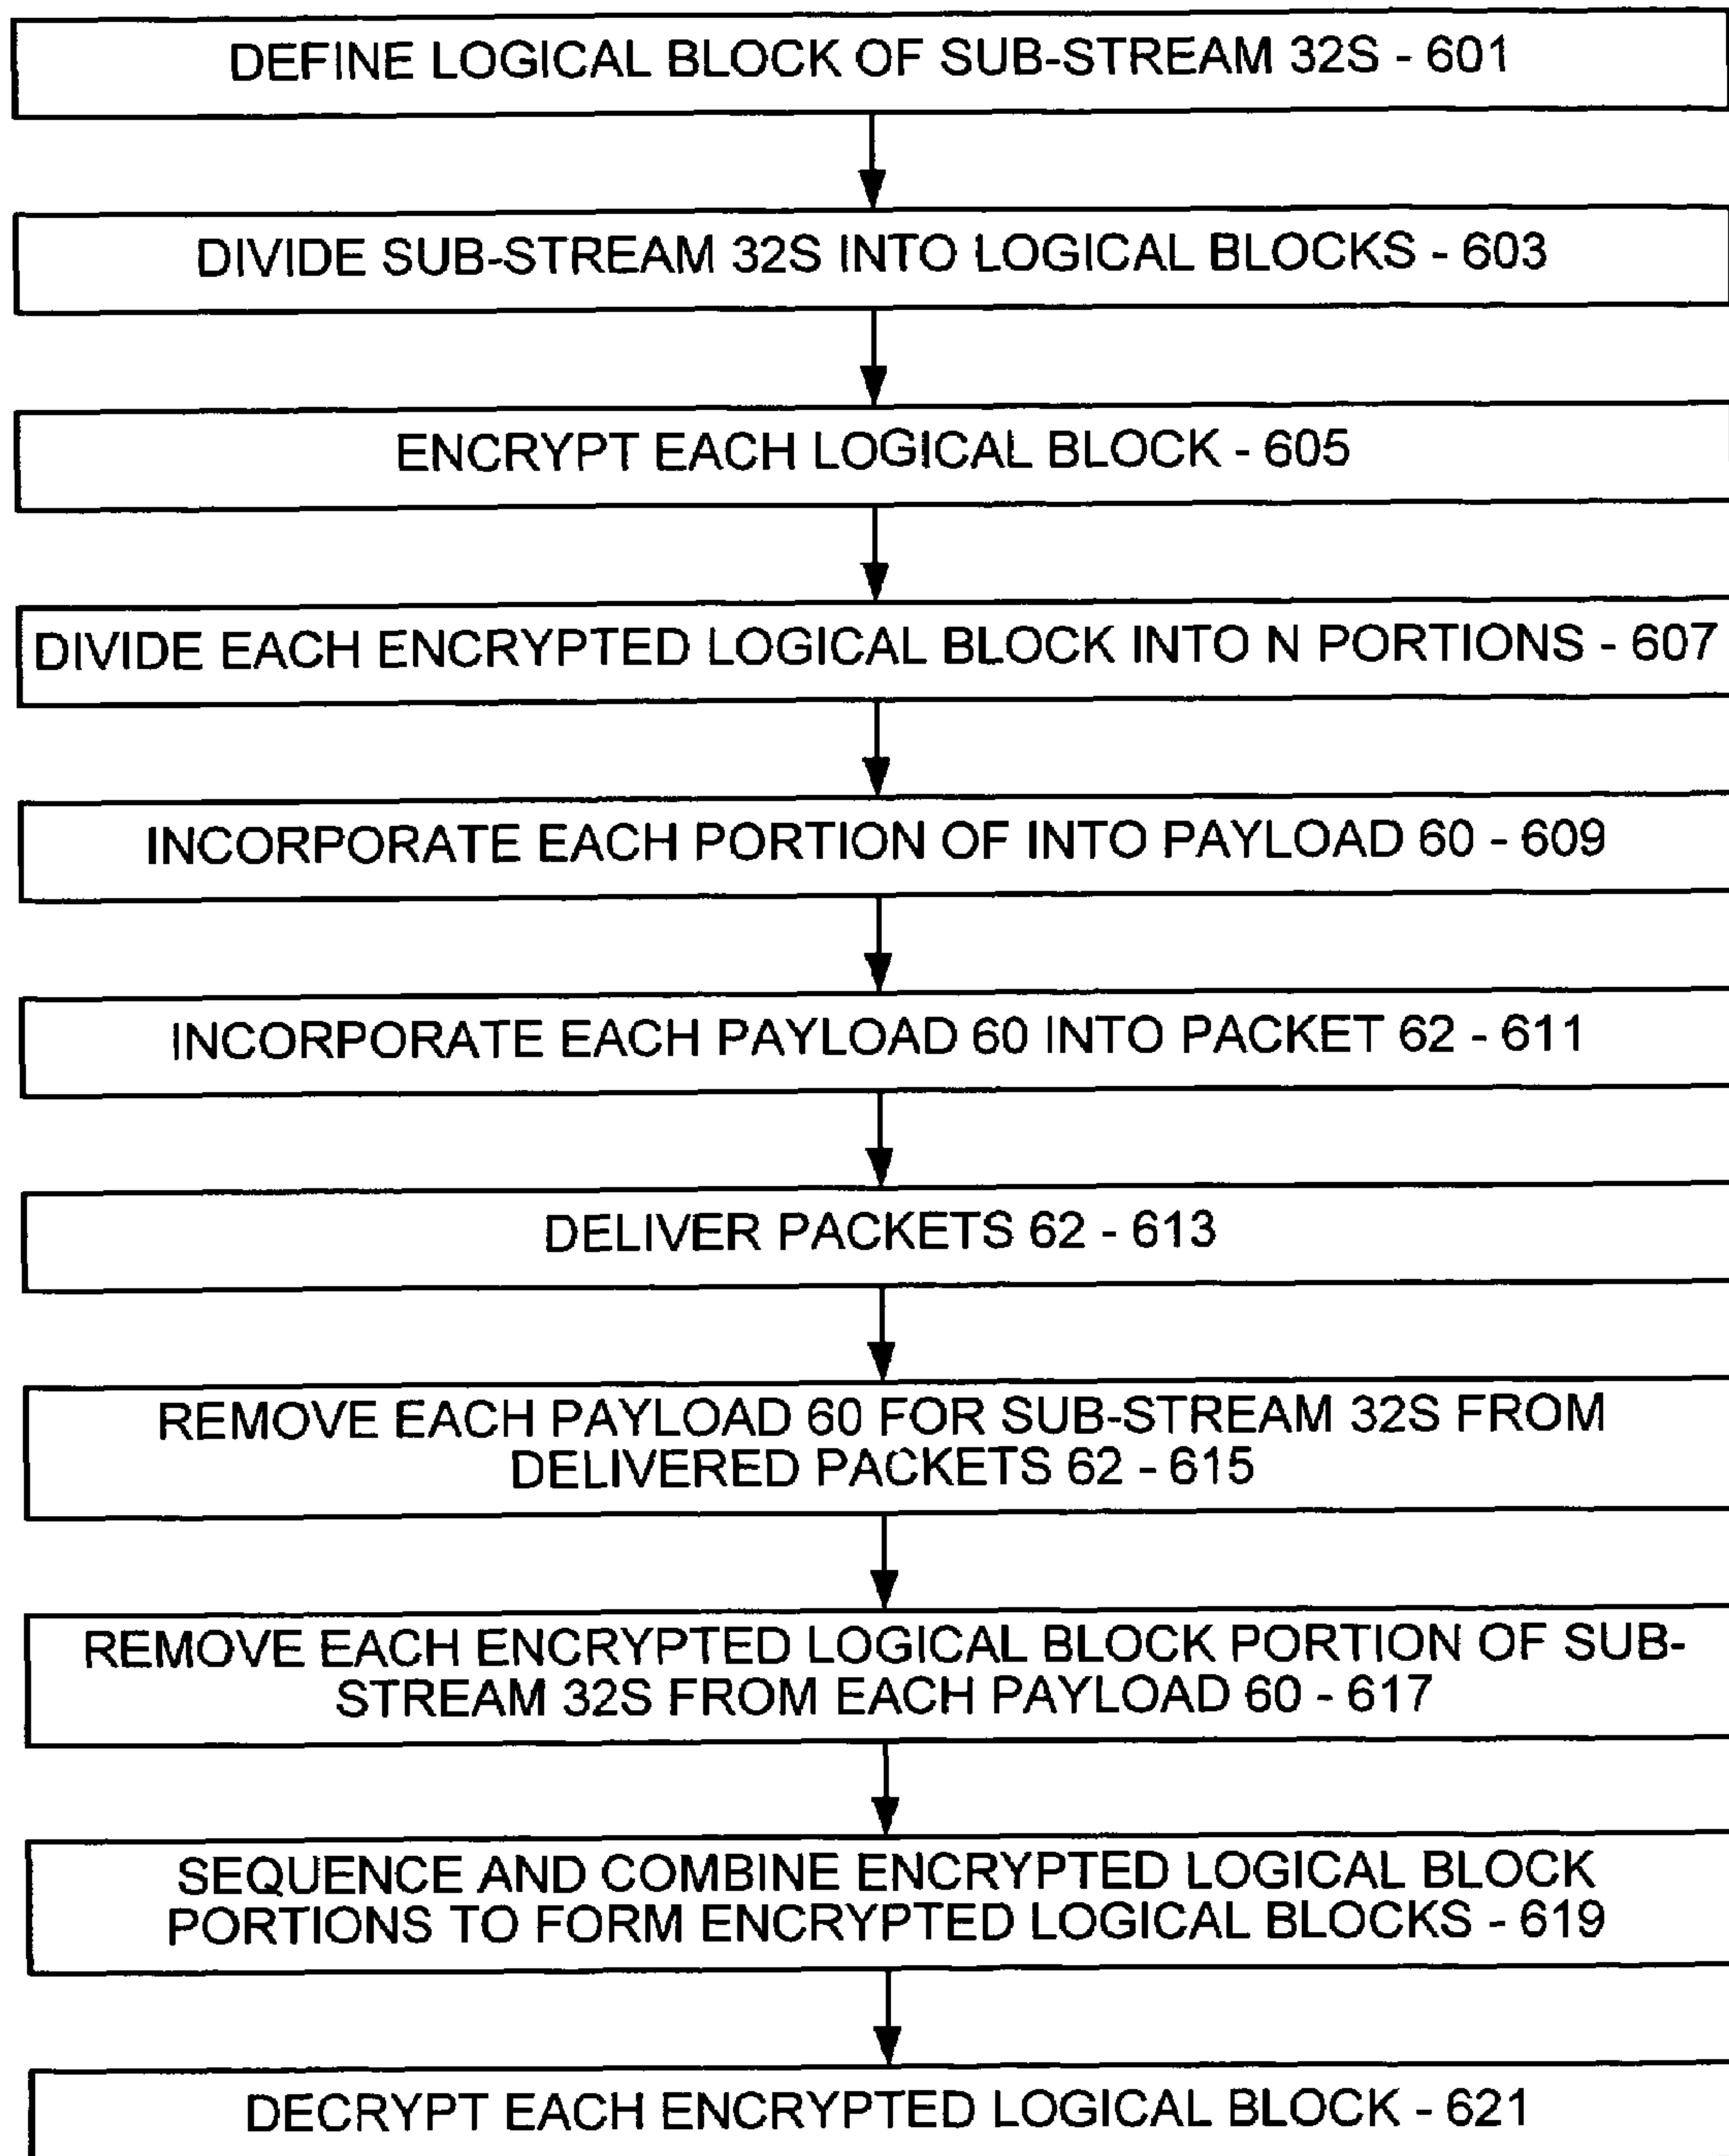 DEFINE LOGICAL BLOCK OF SUB-STREAM 32S - 601
DIVIDE SUB-STREAM 32S INTO LOGICAL BLOCKS - 603
ENCRYPT EACH LOGICAL BLOCK - 605
DIVIDE EACH ENCRYPTED LOGICAL BLOCK INTO N PORTIONS - 607
INCORPORATE EACH PORTION OF INTO PAYLOAD 60 - 609
INCORPORATE EACH PAYLOAD 60 INTO PACKET 62 - 611
DELIVER PACKETS 62 - 613
REMOVE EACH PAYLOAD 60 FOR SUB-STREAM 32S FROM
DELIVERED PACKETS 62 - 615
REMOVE EACH ENCRYPTED LOGICAL BLOCK PORTION OF SUB-
STREAM 32S FROM EACH PAYLOAD 60 - 617
SEQUENCE AND COMBINE ENCRYPTED LOGICAL BLOCK
PORTIONS TO FORM ENCRYPTED LOGICAL BLOCKS - 619
DECRYPT EACH ENCRYPTED LOGICAL BLOCK - 621